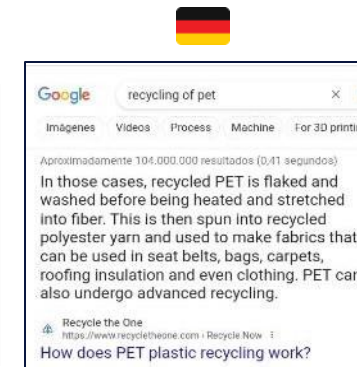 Google recycling of pet ×
Imágenes Videos Process Machine For 3D printi
Aproximadamente 104.000.000 resultados (0,41 segundos)
In those cases, recycled PET is flaked and
washed before being heated and stretched
into fiber. This is then spun into recycled
polyester yarn and used to make fabrics that
can be used in seat belts, bags, carpets,
roofing insulation and even clothing. PET can
also undergo advanced recycling.
Recycle the One
https://www.recycletheone.com › Recycle Now
How does PET plastic recycling work?